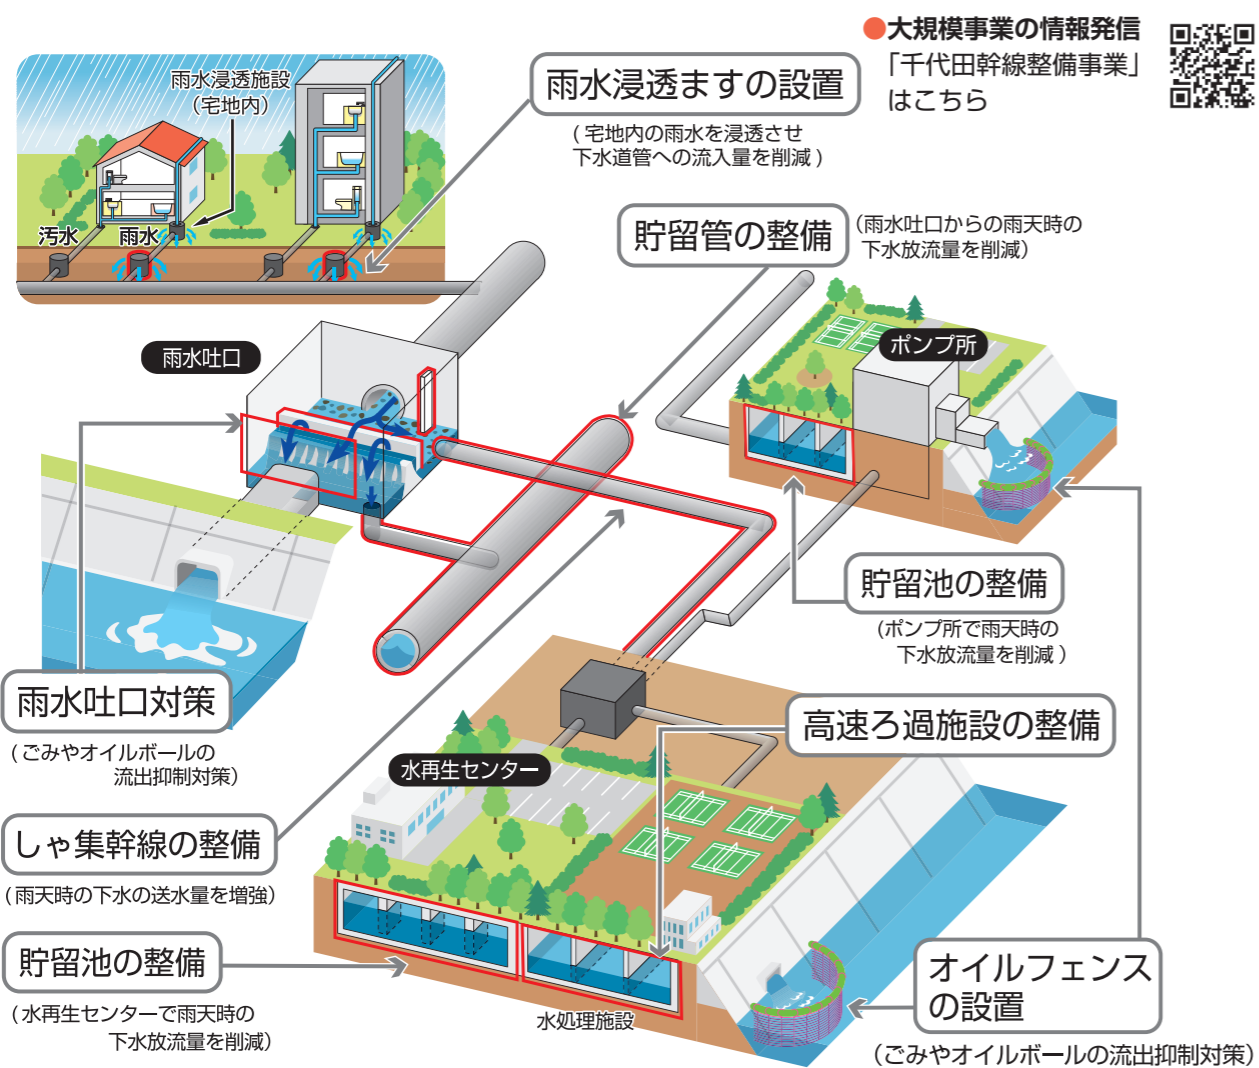 ●大規模事業の情報発信
「千代田幹線整備事業」
はこちら
雨水浸透施設
(宅地内)
汚水
雨水
雨水浸透ますの設置
(宅地内の雨水を浸透させ
下水道管への流入量を削減)
貯留管の整備
(雨水吐口からの雨天時の
下水放流量を削減)
雨水吐口
ポンプ所
貯留池の整備
(ポンプ所で雨天時の
下水放流量を削減)
雨水吐口対策
(ごみやオイルボールの
流出抑制対策)
高速ろ過施設の整備
水再生センター
しゃ集幹線の整備
(雨天時の下水の送水量を増強)
貯留池の整備
(水再生センターで雨天時の
下水放流量を削減)
水処理施設
オイルフェンス
の設置
(ごみやオイルボールの流出抑制対策)